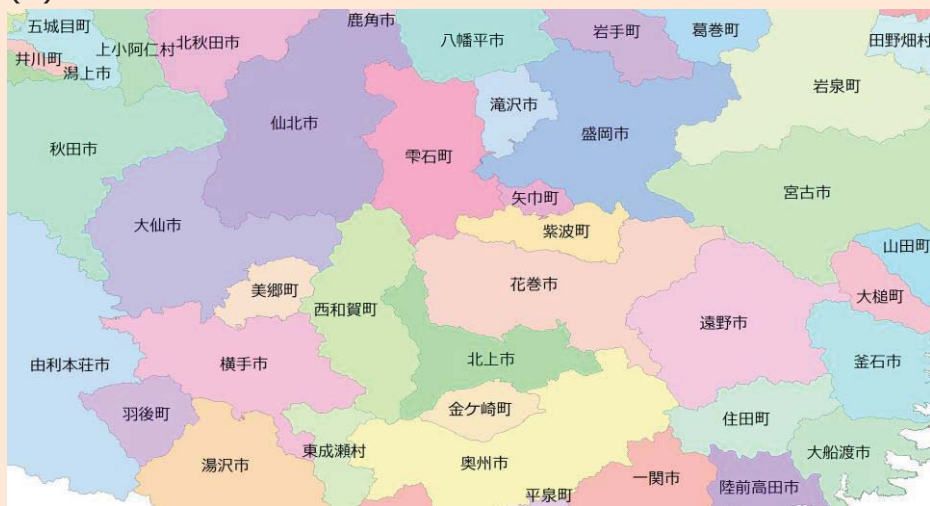 鹿角市
五城目町
上小阿仁村
北秋田市
八幡平市
岩手町
葛巻町
田野畑村
井川町
潟上市
岩泉町
滝沢市
仙北市
盛岡市
秋田市
雫石町
宮古市
矢巾町
大仙市
紫波町
山田町
美郷町
花巻市
大槌町
西和賀町
遠野市
由利本荘市
横手市
北上市
釜石市
羽後町
金ケ崎町
住田町
東成瀬村
大船渡市
湯沢市
奥州市
一関市
陸前高田市
平泉町